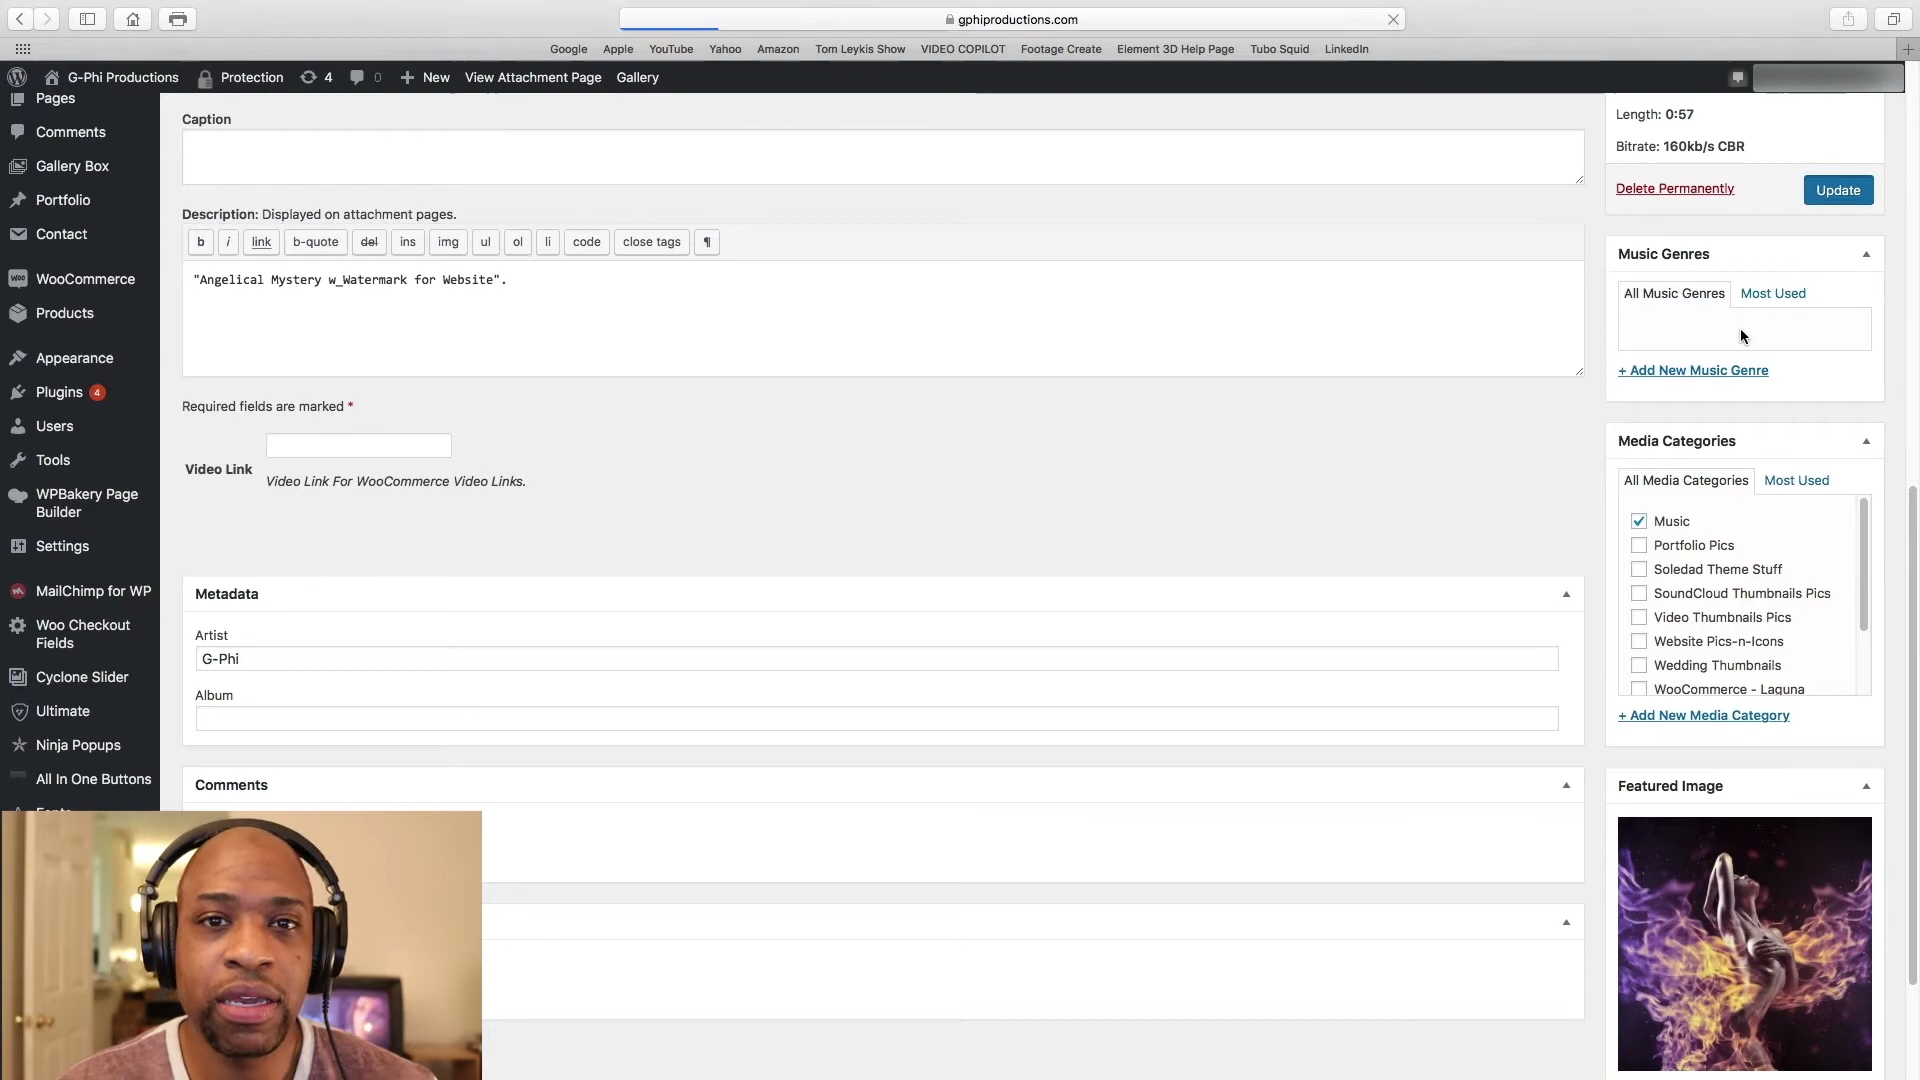 gphiproductions.com
Google Apple YouTube Yahoo Amazon Tom Leykis Show VIDEO COPILOT Footage Create Element 3D Help Page Tubo Squid LinkedIn
G-Phi Productions Protection 4 0 New View Attachment Page Gallery
Pages
Comments
Gallery Box
Portfolio
Contact
WooCommerce
Products
Appearance
Plugins 4
Users
Tools
WPBakery Page
Builder
Settings
MailChimp for WP
Woo Checkout
Fields
Cyclone Slider
Ultimate
Ninja Popups
All In One Buttons
Caption
Description: Displayed on attachment pages.
b i link b-quote del ins img ul ol li code close tags ¶
"Angelical Mystery w_Watermark for Website".
Required fields are marked *
Video Link
Video Link For WooCommerce Video Links.
Metadata
Artist
G-Phi
Album
Comments
Length: 0:57
Bitrate: 160kb/s CBR
Delete Permanently Update
Music Genres
All Music Genres Most Used
+ Add New Music Genre
Media Categories
All Media Categories Most Used
Music
Portfolio Pics
Soledad Theme Stuff
SoundCloud Thumbnails Pics
Video Thumbnails Pics
Website Pics-n-Icons
Wedding Thumbnails
WooCommerce - Laguna
+ Add New Media Category
Featured Image